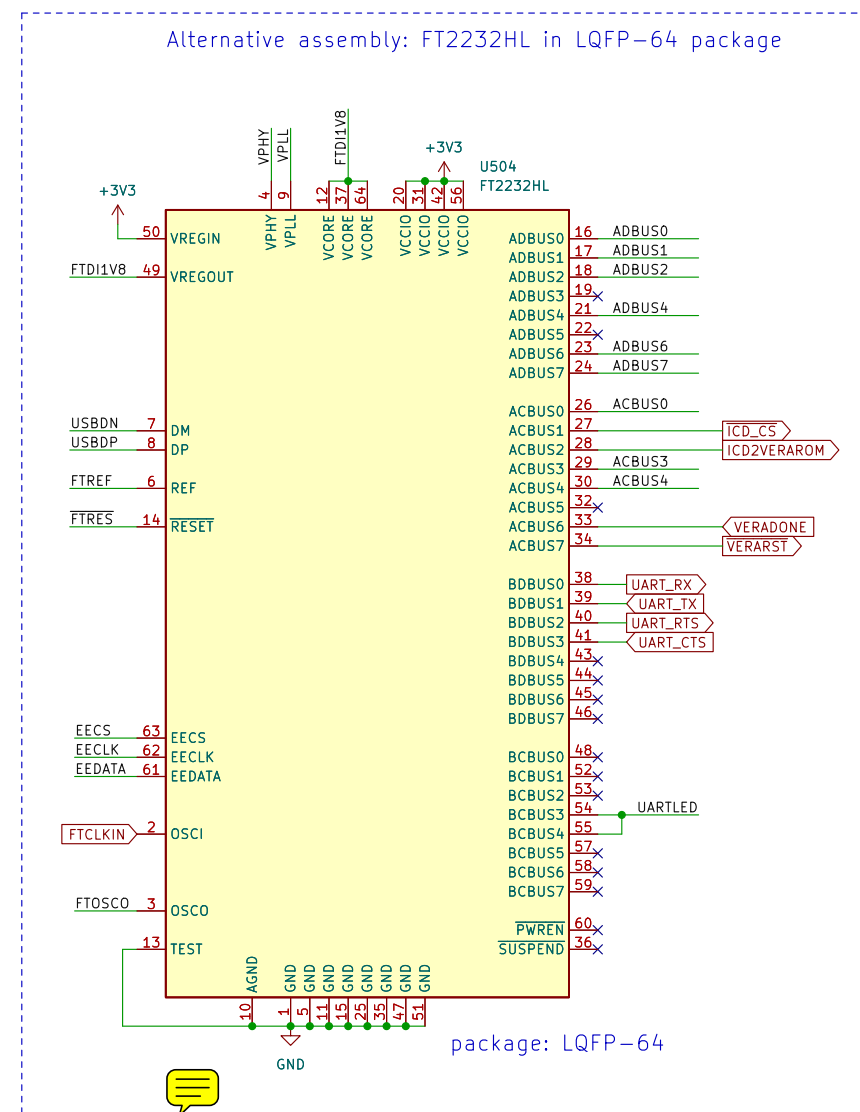 Alternative assembly: FT2232HL in LQFP-64 package
VPHY
VPLL
FTDI1V8
+3V3
U504
FT2232HL
+3V3
4
9
12
37
64
20
31
42
56
VPHY
VPLL
VCORE
VCORE
VCORE
VCCIO
VCCIO
VCCIO
VCCIO
50 VREGIN
FTDI1V8 49 VREGOUT
USBDN 7 DM
USBDP 8 DP
FTREF 6 REF
FTRES 14 RESET
EECS 63 EECS
EECLK 62 EECLK
EEDATA 61 EEDATA
FTCLKIN 2 OSCI
FTOSCO 3 OSCO
13 TEST
ADBUS0 16 ADBUS0
ADBUS1 17 ADBUS1
ADBUS2 18 ADBUS2
ADBUS3 19
ADBUS4 21 ADBUS4
ADBUS5 22
ADBUS6 23 ADBUS6
ADBUS7 24 ADBUS7
ACBUS0 26 ACBUS0
ACBUS1 27 ICD_CS
ACBUS2 28 ICD2VERAROM
ACBUS3 29 ACBUS3
ACBUS4 30 ACBUS4
ACBUS5 32
ACBUS6 33 VERADONE
ACBUS7 34 VERARST
BDBUS0 38 UART_RX
BDBUS1 39 UART_TX
BDBUS2 40 UART_RTS
BDBUS3 41 UART_CTS
BDBUS4 43
BDBUS5 44
BDBUS6 45
BDBUS7 46
BCBUS0 48
BCBUS1 52
BCBUS2 53
BCBUS3 54 UARTLED
BCBUS4 55
BCBUS5 57
BCBUS6 58
BCBUS7 59
PWREN 60
SUSPEND 36
AGND
GND
GND
GND
GND
GND
GND
GND
GND
10
1
5
11
15
25
35
47
51
GND
package: LQFP-64